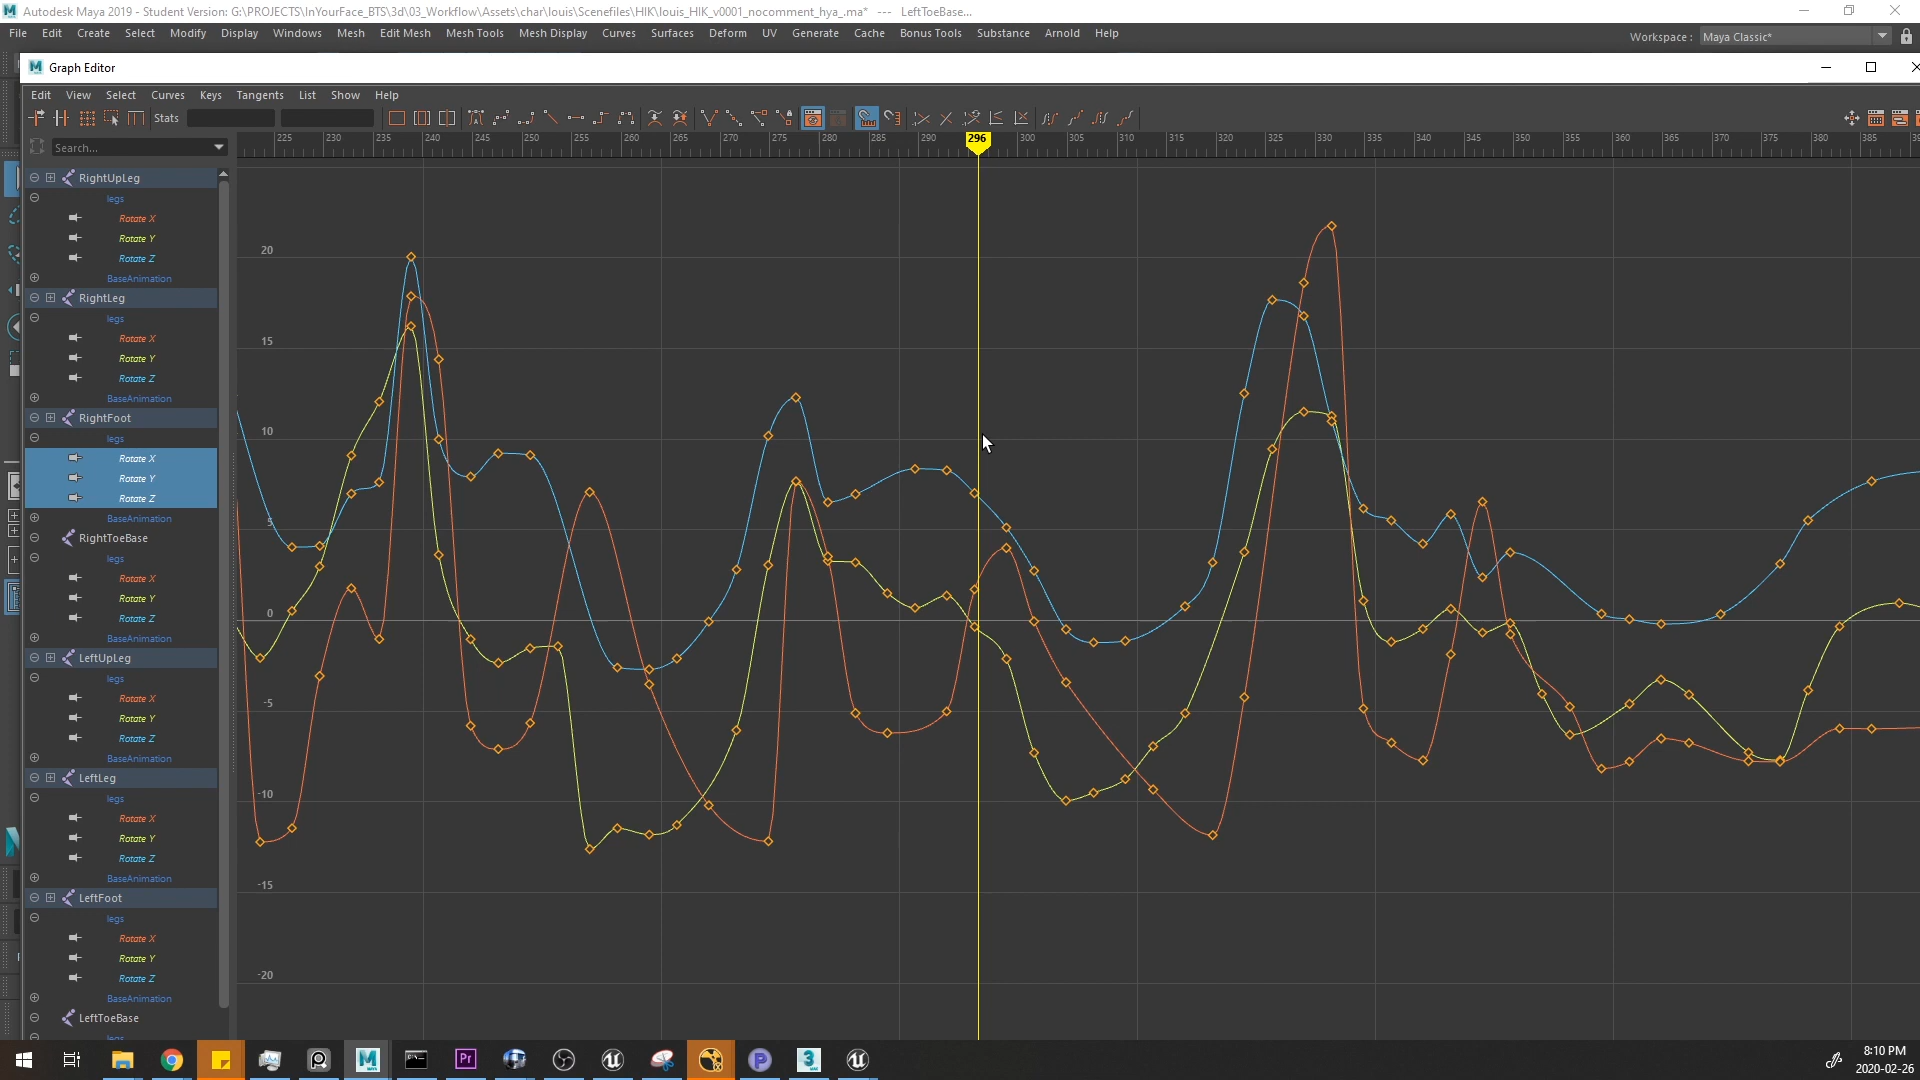 Autodesk Maya 2019 - Student Version: G:\PROJECTS\InYourFace_BTS\3d\03_Workflow\Assets\char\louis\Scenefiles\HIK\louis_HIK_v0001_nocomment_hya_.ma* --- LeftToeBase...
File Edit Create Select Modify Display Windows Mesh Edit Mesh Mesh Tools Mesh Display Curves Surfaces Deform UV Generate Cache Bonus Tools Substance Arnold Help
Workspace : Maya Classic*
Graph Editor
Edit View Select Curves Keys Tangents List Show Help
Stats
225 230 235 240 245 250 255 260 265 270 275 280 285 290 296 300 305 310 315 320 325 330 335 340 345 350 355 360 365 370 375 380 385
Search...
RightUpLeg
legs
Rotate X
Rotate Y
Rotate Z
BaseAnimation
RightLeg
legs
Rotate X
Rotate Y
Rotate Z
BaseAnimation
RightFoot
legs
Rotate X
Rotate Y
Rotate Z
BaseAnimation
RightToeBase
legs
Rotate X
Rotate Y
Rotate Z
BaseAnimation
LeftUpLeg
legs
Rotate X
Rotate Y
Rotate Z
BaseAnimation
LeftLeg
legs
Rotate X
Rotate Y
Rotate Z
BaseAnimation
LeftFoot
legs
Rotate X
Rotate Y
Rotate Z
BaseAnimation
LeftToeBase
legs
20
15
10
5
0
-5
-10
-15
-20
8:10 PM
2020-02-26